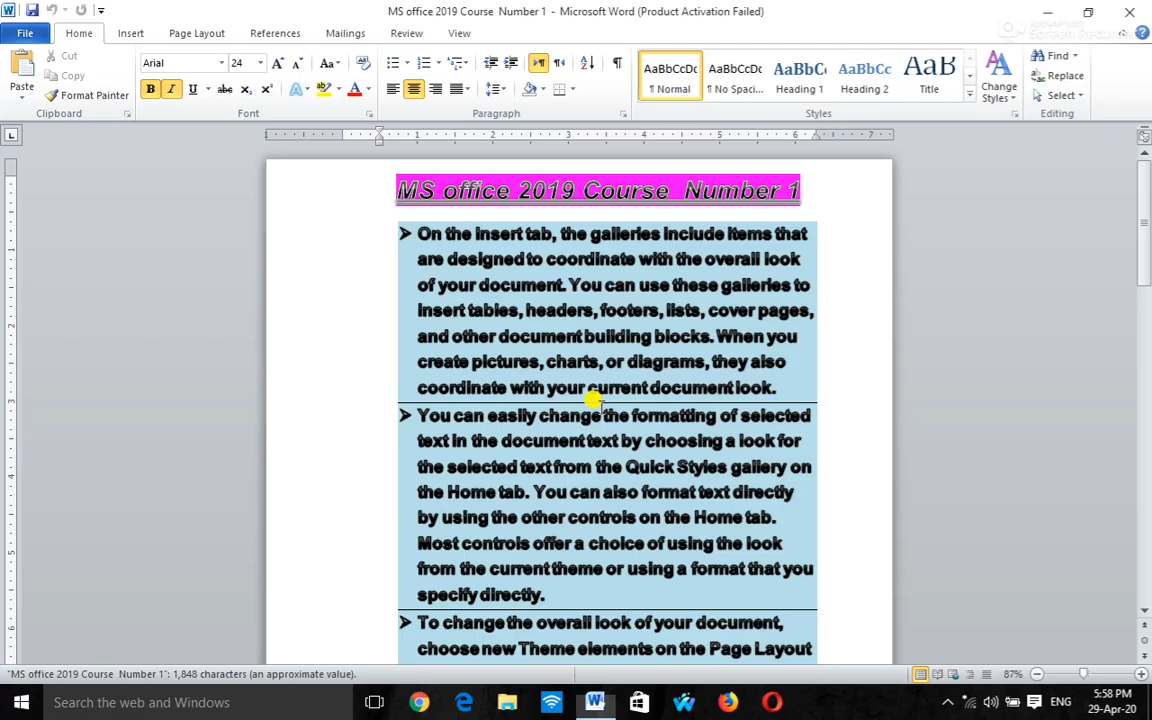 MS office 2019 Course  Number 1  -  Microsoft Word (Product Activation Failed)
File Home Insert Page Layout References Mailings Review View
Paste Cut Copy Format Painter Clipboard
Arial 24 Font
Paragraph
AaBbCcDc ¶ Normal AaBbCcDc ¶ No Spaci... AaBbC Heading 1 AaBbCc Heading 2 AaB Title Change Styles Styles
Find Replace Select Editing
1 2 3 4 5 6 7
MS office 2019 Course  Number 1
➢ On the insert tab, the galleries include items that
are designed to coordinate with the overall look
of your document. You can use these galleries to
insert tables, headers, footers, lists, cover pages,
and other document building blocks. When you
create pictures, charts, or diagrams, they also
coordinate with your current document look.
➢ You can easily change the formatting of selected
text in the document text by choosing a look for
the selected text from the Quick Styles gallery on
the Home tab. You can also format text directly
by using the other controls on the Home tab.
Most controls offer a choice of using the look
from the current theme or using a format that you
specify directly.
➢ To change the overall look of your document,
choose new Theme elements on the Page Layout
"MS office 2019 Course  Number 1": 1,848 characters (an approximate value). 87%
Search the web and Windows ENG 5:58 PM
29-Apr-20